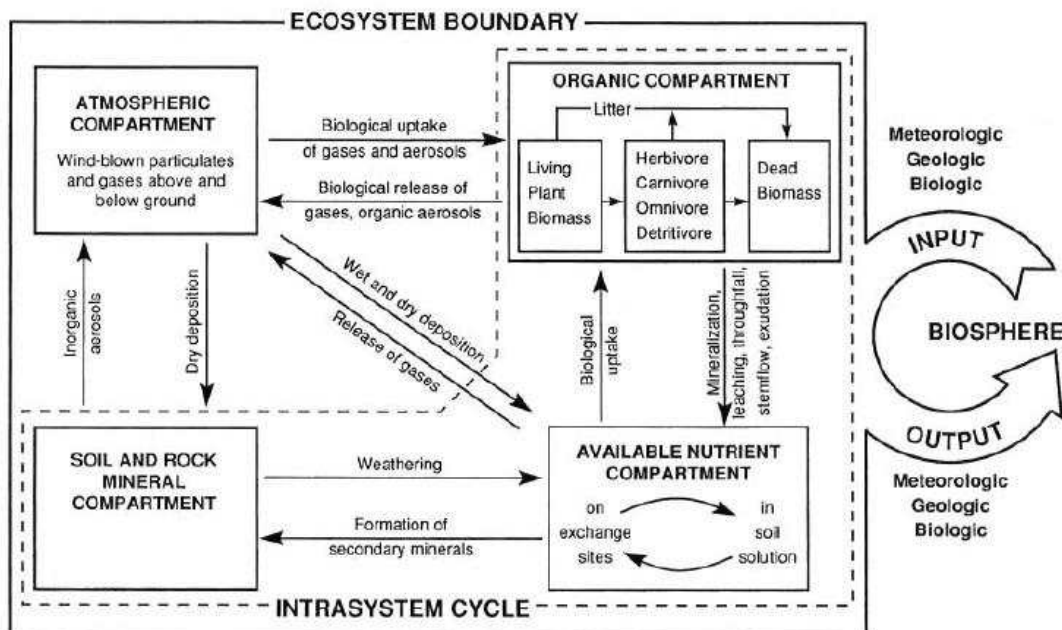 ECOSYSTEM BOUNDARY
ATMOSPHERIC
COMPARTMENT
Wind-blown particulates
and gases above and
below ground
Biological uptake
of gases and aerosols
Biological release of
gases, organic aerosols
ORGANIC COMPARTMENT
Litter
Living
Plant
Biomass
Herbivore
Carnivore
Omnivore
Detritivore
Dead
Biomass
Meteorologic
Geologic
Biologic
INPUT
BIOSPHERE
OUTPUT
Meteorologic
Geologic
Biologic
Inorganic
aerosols
Dry deposition
Wet and dry deposition
Release of gases
Biological
uptake
Mineralization,
leaching, throughfall,
stemflow, exudation
SOIL AND ROCK
MINERAL
COMPARTMENT
Weathering
Formation of
secondary minerals
AVAILABLE NUTRIENT
COMPARTMENT
on
exchange
sites
in
soil
solution
INTRASYSTEM CYCLE